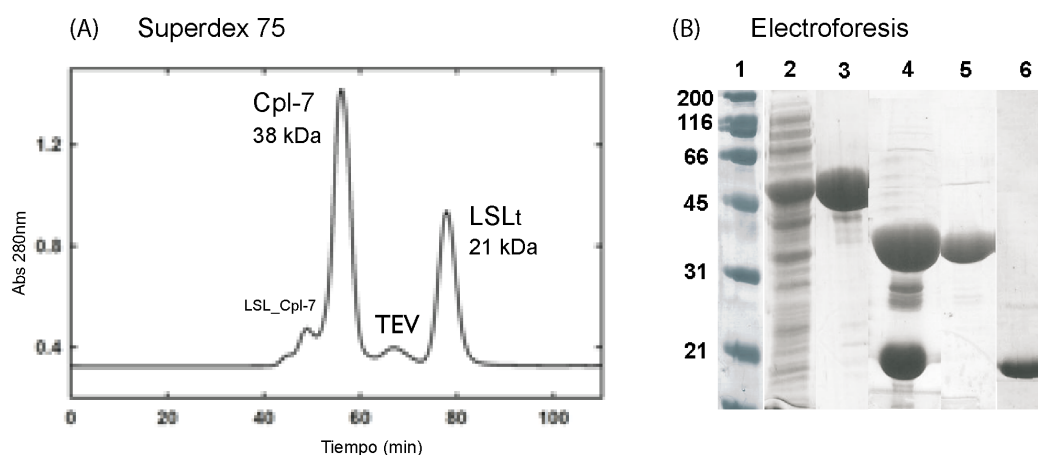 (A) Superdex 75
Cpl-7
38 kDa
LSLt
21 kDa
LSL_Cpl-7
TEV
1.2
0.8
0.4
Abs 280nm
0 20 40 60 80 100
Tiempo (min)
(B) Electroforesis
1 2 3 4 5 6
200
116
66
45
31
21